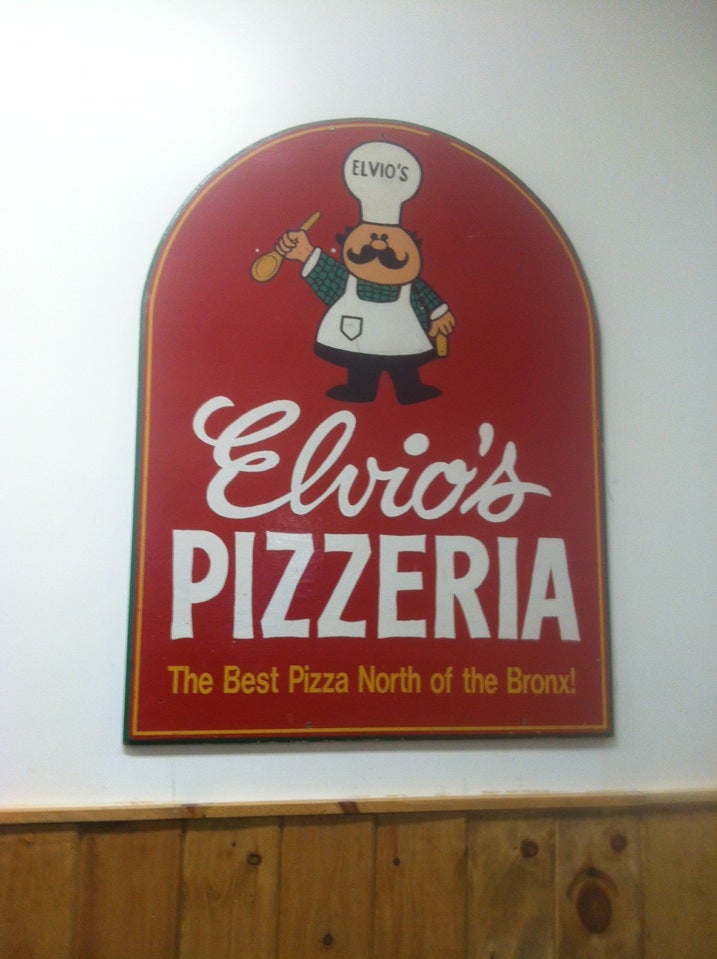 ELVIO'S
Elvio's
PIZZERIA
The Best Pizza North of the Bronx!